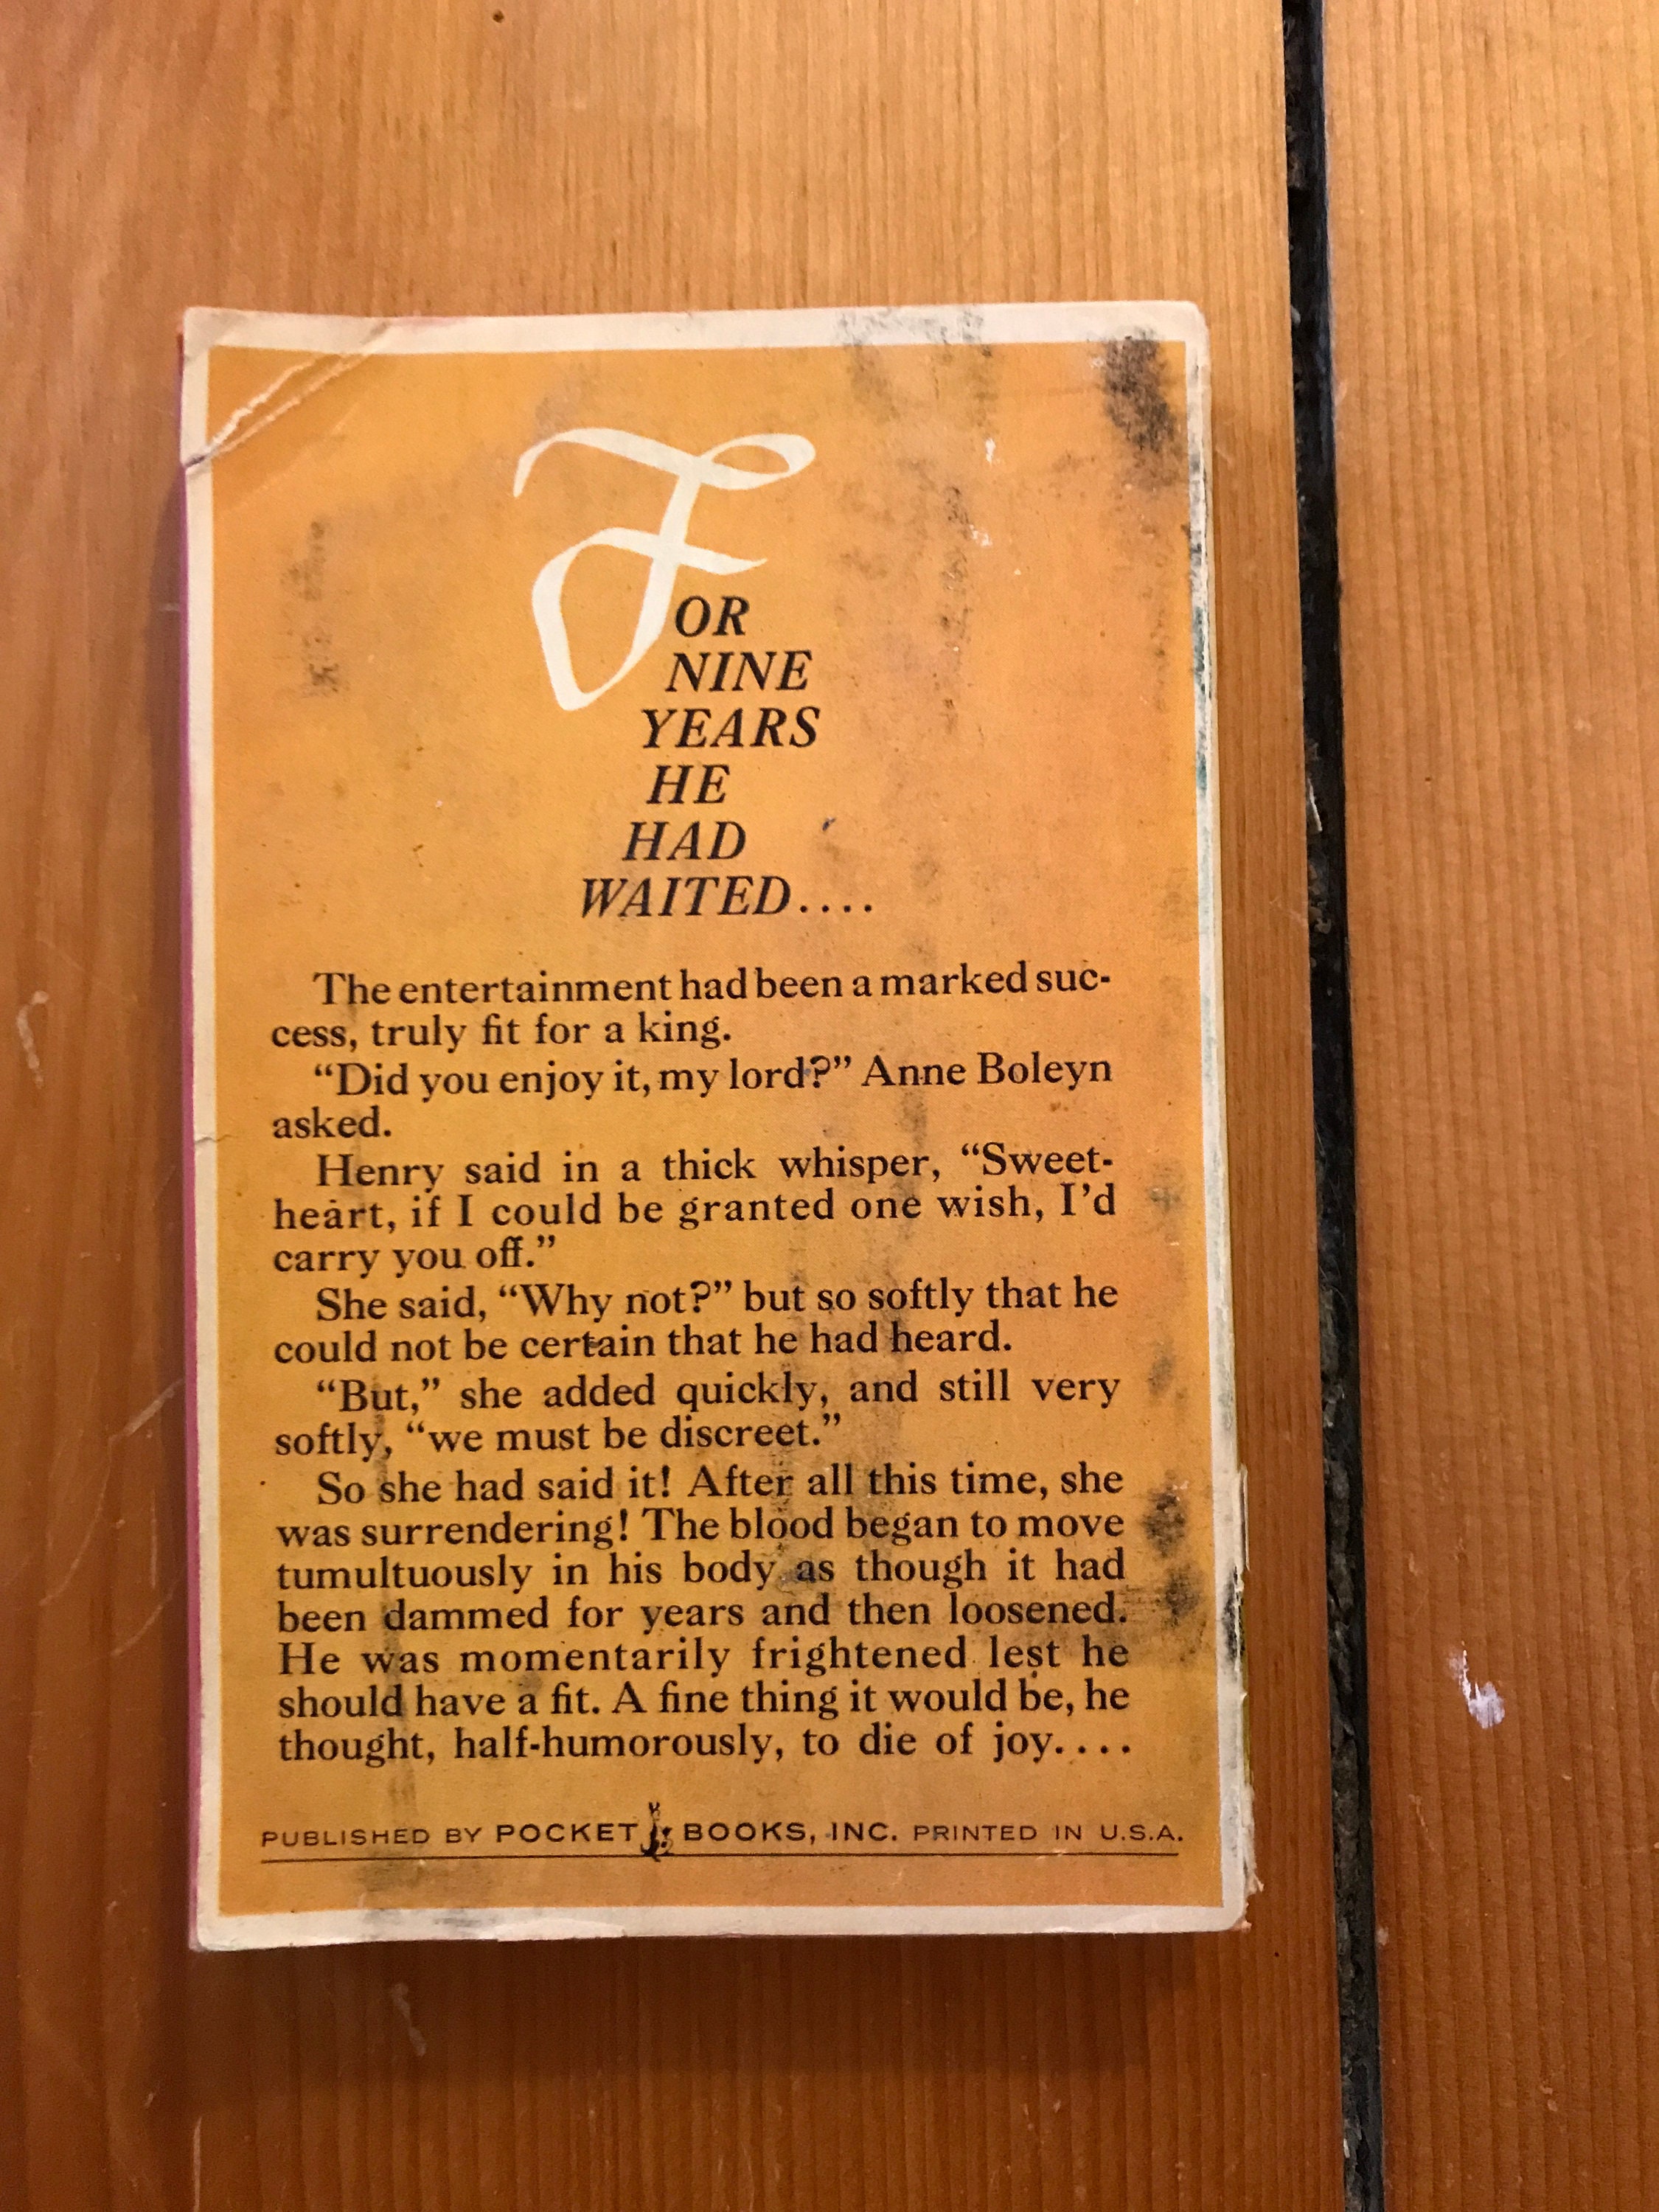 FOR
NINE
YEARS
HE
HAD
WAITED....
The entertainment had been a marked suc-
cess, truly fit for a king.
“Did you enjoy it, my lord?” Anne Boleyn
asked.
Henry said in a thick whisper, “Sweet-
heart, if I could be granted one wish, I’d
carry you off.”
She said, “Why not?” but so softly that he
could not be certain that he had heard.
“But,” she added quickly, and still very
softly, “we must be discreet.”
So she had said it! After all this time, she
was surrendering! The blood began to move
tumultuously in his body as though it had
been dammed for years and then loosened.
He was momentarily frightened lest he
should have a fit. A fine thing it would be, he
thought, half-humorously, to die of joy....
PUBLISHED BY POCKET BOOKS, INC. PRINTED IN U.S.A.